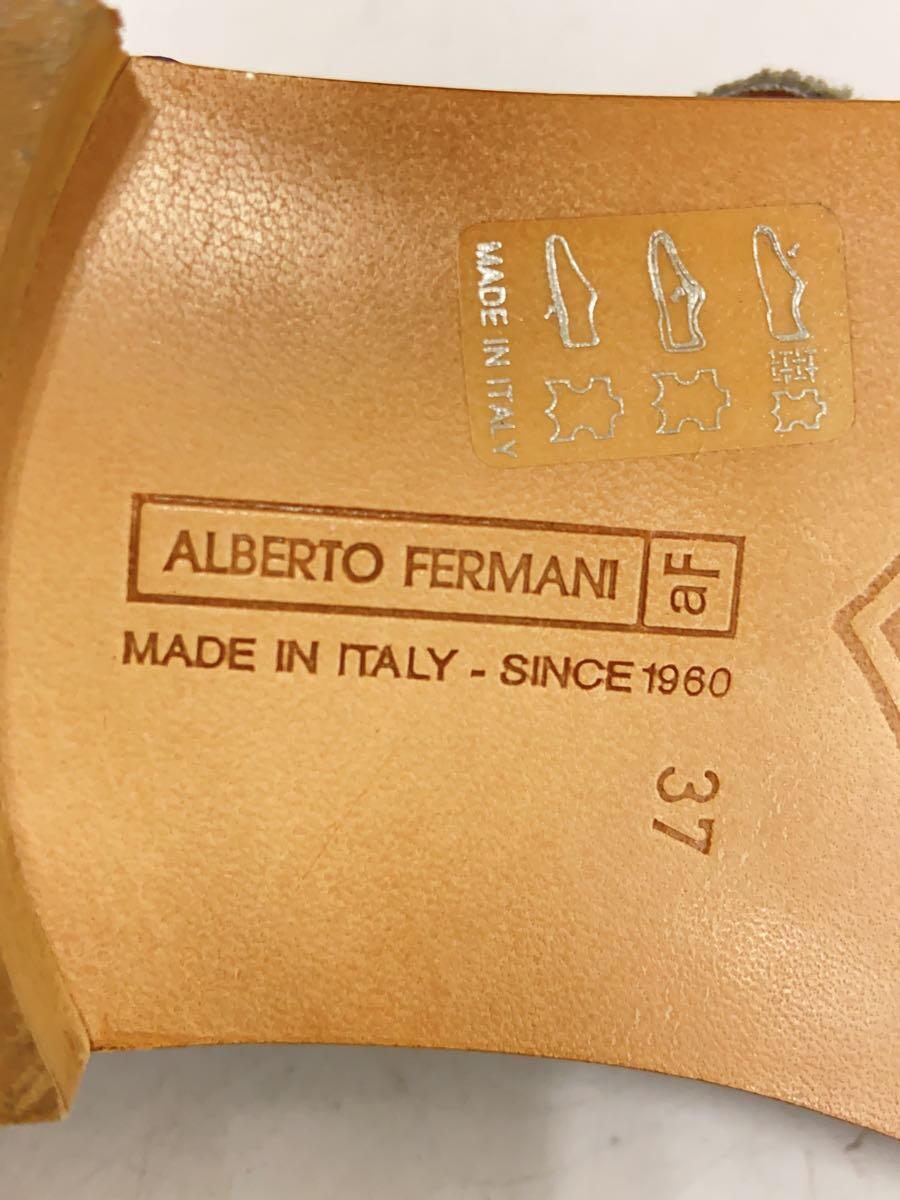 MADE IN ITALY
ALBERTO FERMANI aF
MADE IN ITALY - SINCE 1960
37